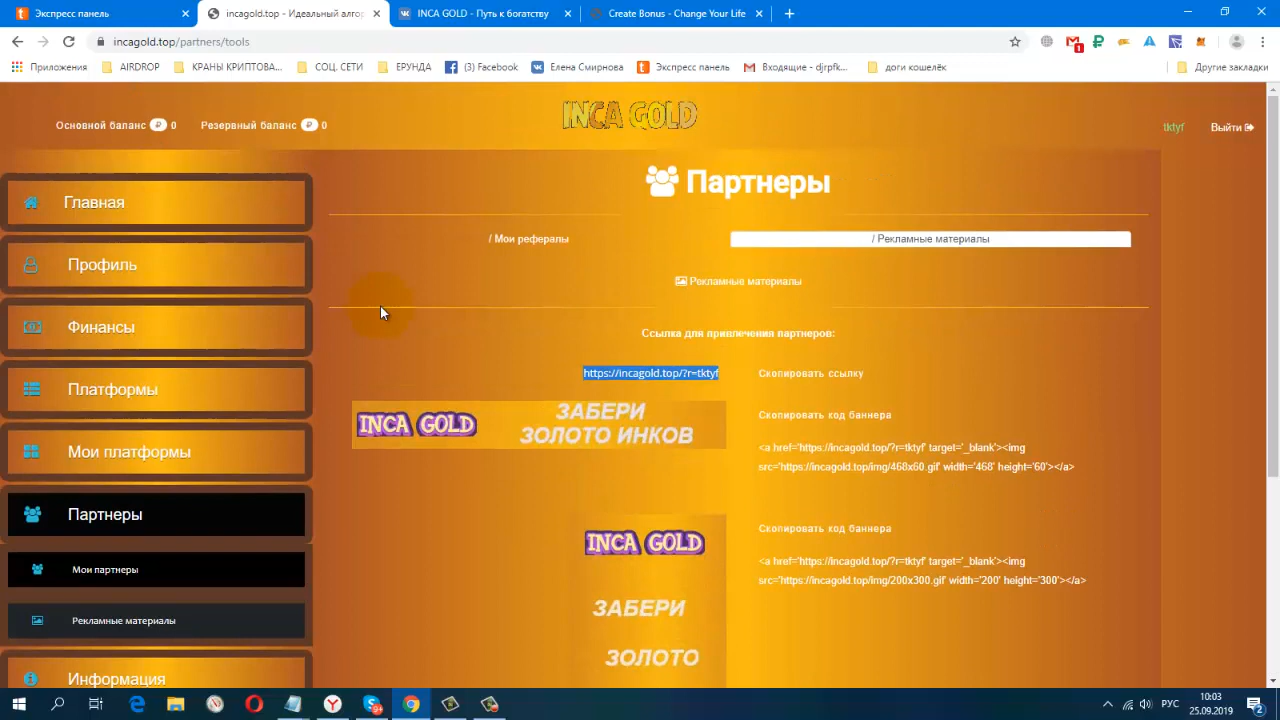 Экспресс панель
incagold.top - Идеальный алгор
INCA GOLD - Путь к богатству
Create Bonus - Change Your Life
incagold.top/partners/tools
1
Приложения
AIRDROP
КРАНЫ КРИПТОВА...
СОЦ. СЕТИ
ЕРУНДА
(3) Facebook
Елена Смирнова
Экспресс панель
Входящие - djrpfk...
доги кошелёк
Другие закладки
Основной баланс ₽ 0
Резервный баланс ₽ 0
INCA GOLD
tktyf
Выйти
Главная
Профиль
Финансы
Платформы
Мои платформы
Партнеры
Мои партнеры
Рекламные материалы
Информация
Партнеры
/ Мои рефералы
/ Рекламные материалы
Рекламные материалы
Ссылка для привлечения партнеров:
https://incagold.top/?r=tktyf
Скопировать ссылку
INCA GOLD
ЗАБЕРИ
ЗОЛОТО ИНКОВ
Скопировать код баннера
<a href='https://incagold.top/?r=tktyf' target='_blank'><img
src='https://incagold.top/img/468x60.gif' width='468' height='60'></a>
INCA GOLD
ЗАБЕРИ
ЗОЛОТО
Скопировать код баннера
<a href='https://incagold.top/?r=tktyf' target='_blank'><img
src='https://incagold.top/img/200x300.gif' width='200' height='300'></a>
РУС
10:03
25.09.2019
2